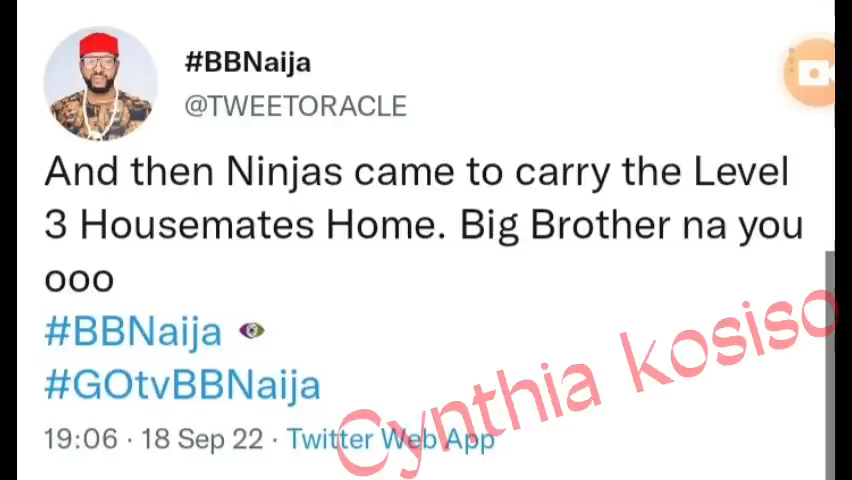 #BBNaija
@TWEETORACLE
And then Ninjas came to carry the Level
3 Housemates Home. Big Brother na you
ooo
#BBNaija
#GOtvBBNaija
19:06 · 18 Sep 22 · Twitter Web App
Cynthia kosiso